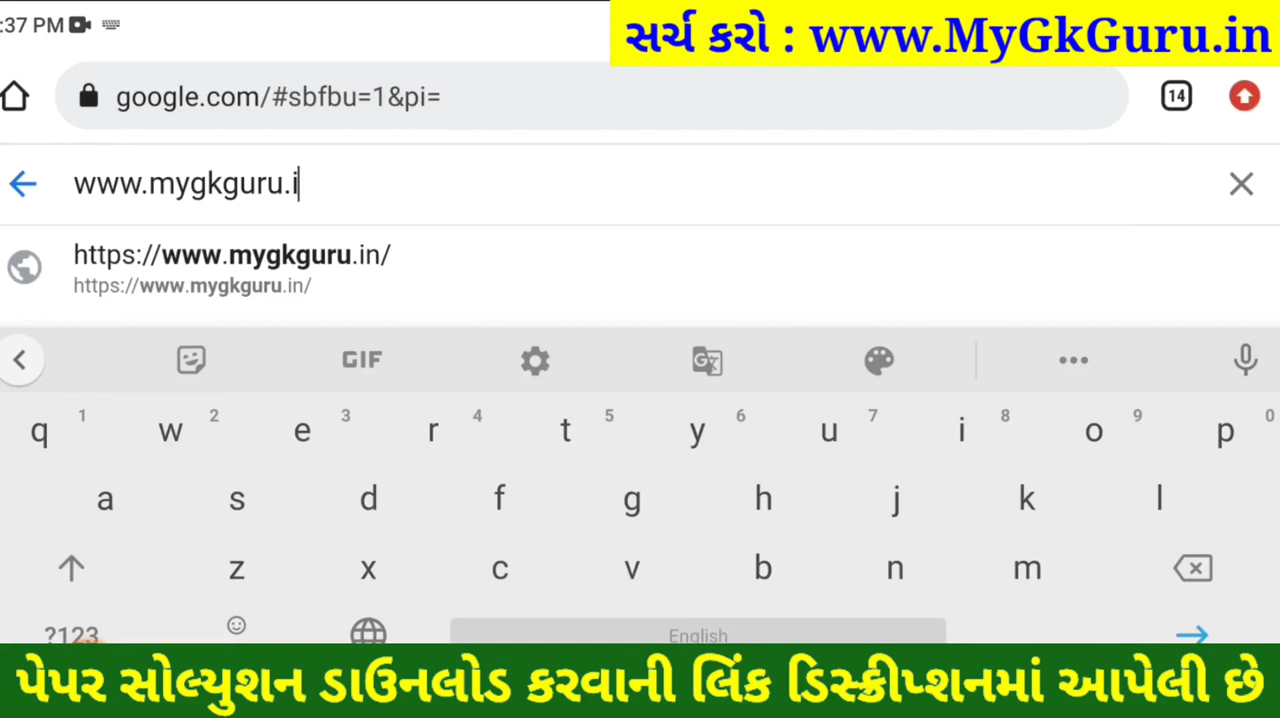 :37 PM
સર્ચ કરો : www.MyGkGuru.in
google.com/#sbfbu=1&pi=
14
www.mygkguru.i
https://www.mygkguru.in/
https://www.mygkguru.in/
GIF
q 1 w 2 e 3 r 4 t 5 y 6 u 7 i 8 o 9 p 0
a s d f g h j k l
z x c v b n m
?123 English
પેપર સોલ્યુશન ડાઉનલોડ કરવાની લિંક ડિસ્ક્રીપ્શનમાં આપેલી છે